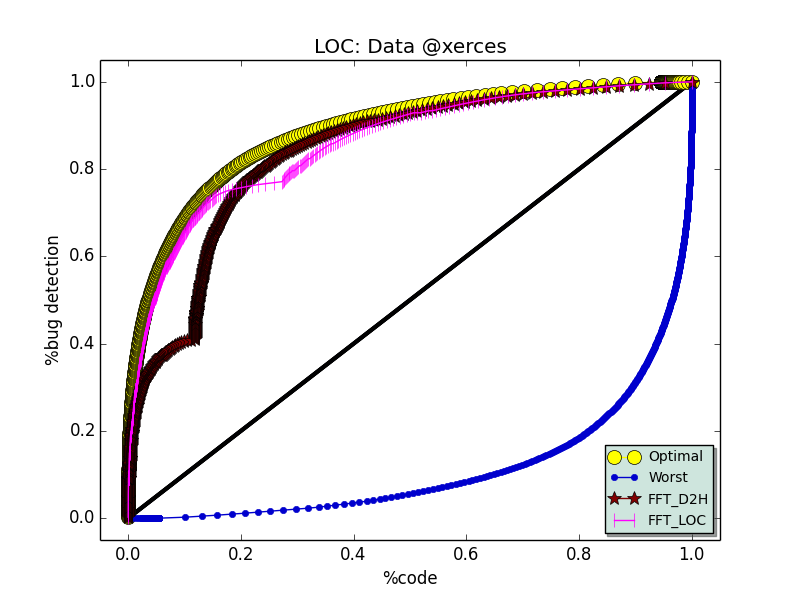 LOC: Data @xerces
%bug detection
1.0
0.8
0.6
0.4
0.2
0.0
0.0 0.2 0.4 0.6 0.8 1.0
%code
Optimal
Worst
FFT_D2H
FFT_LOC